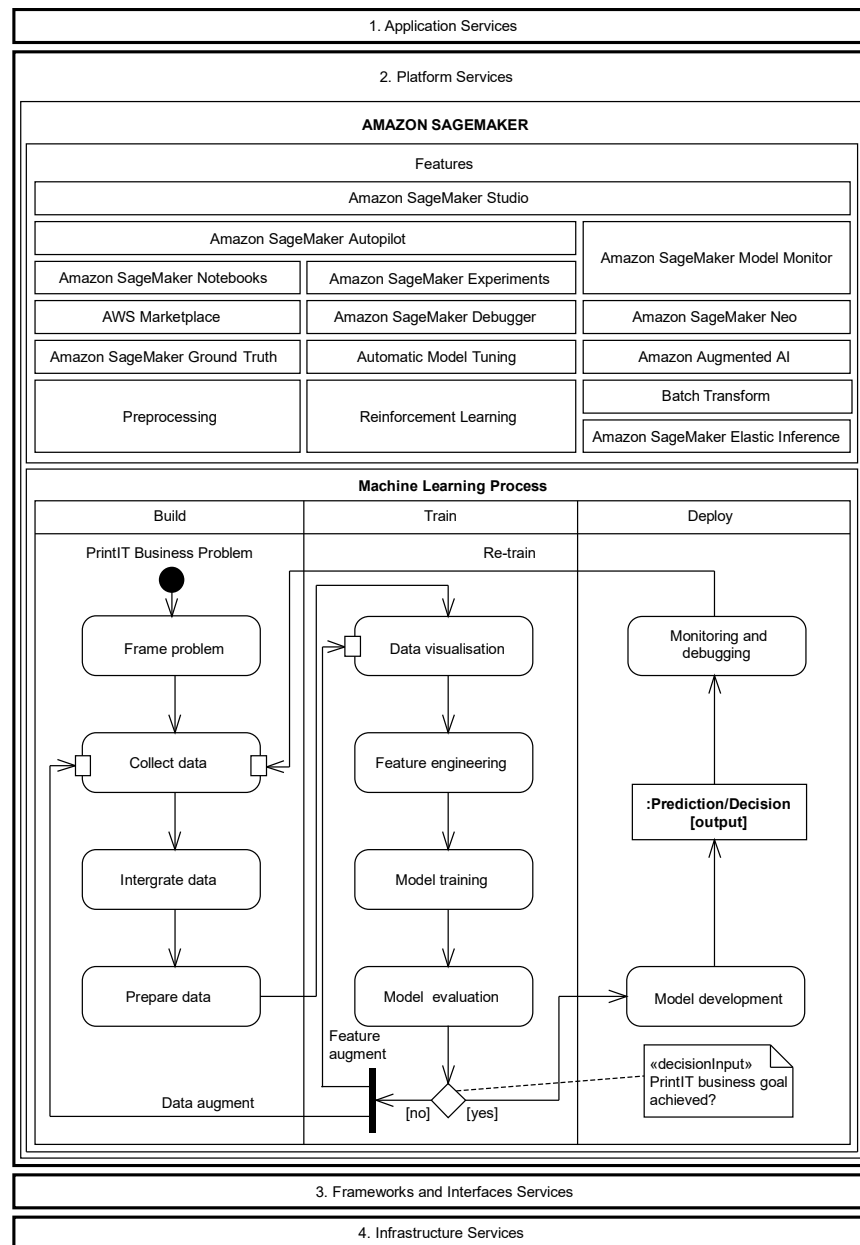 1. Application Services
2. Platform Services
AMAZON SAGEMAKER
Features
Amazon SageMaker Studio
Amazon SageMaker Autopilot
Amazon SageMaker Model Monitor
Amazon SageMaker Notebooks
Amazon SageMaker Experiments
AWS Marketplace
Amazon SageMaker Debugger
Amazon SageMaker Neo
Amazon SageMaker Ground Truth
Automatic Model Tuning
Amazon Augmented AI
Preprocessing
Reinforcement Learning
Batch Transform
Amazon SageMaker Elastic Inference
Machine Learning Process
Build
Train
Deploy
PrintIT Business Problem
Re-train
Frame problem
Data visualisation
Monitoring and
debugging
Collect data
Feature engineering
:Prediction/Decision
[output]
Intergrate data
Model training
Prepare data
Model evaluation
Model development
Feature
augment
«decisionInput»
PrintIT business goal
achieved?
Data augment
[no]
[yes]
3. Frameworks and Interfaces Services
4. Infrastructure Services